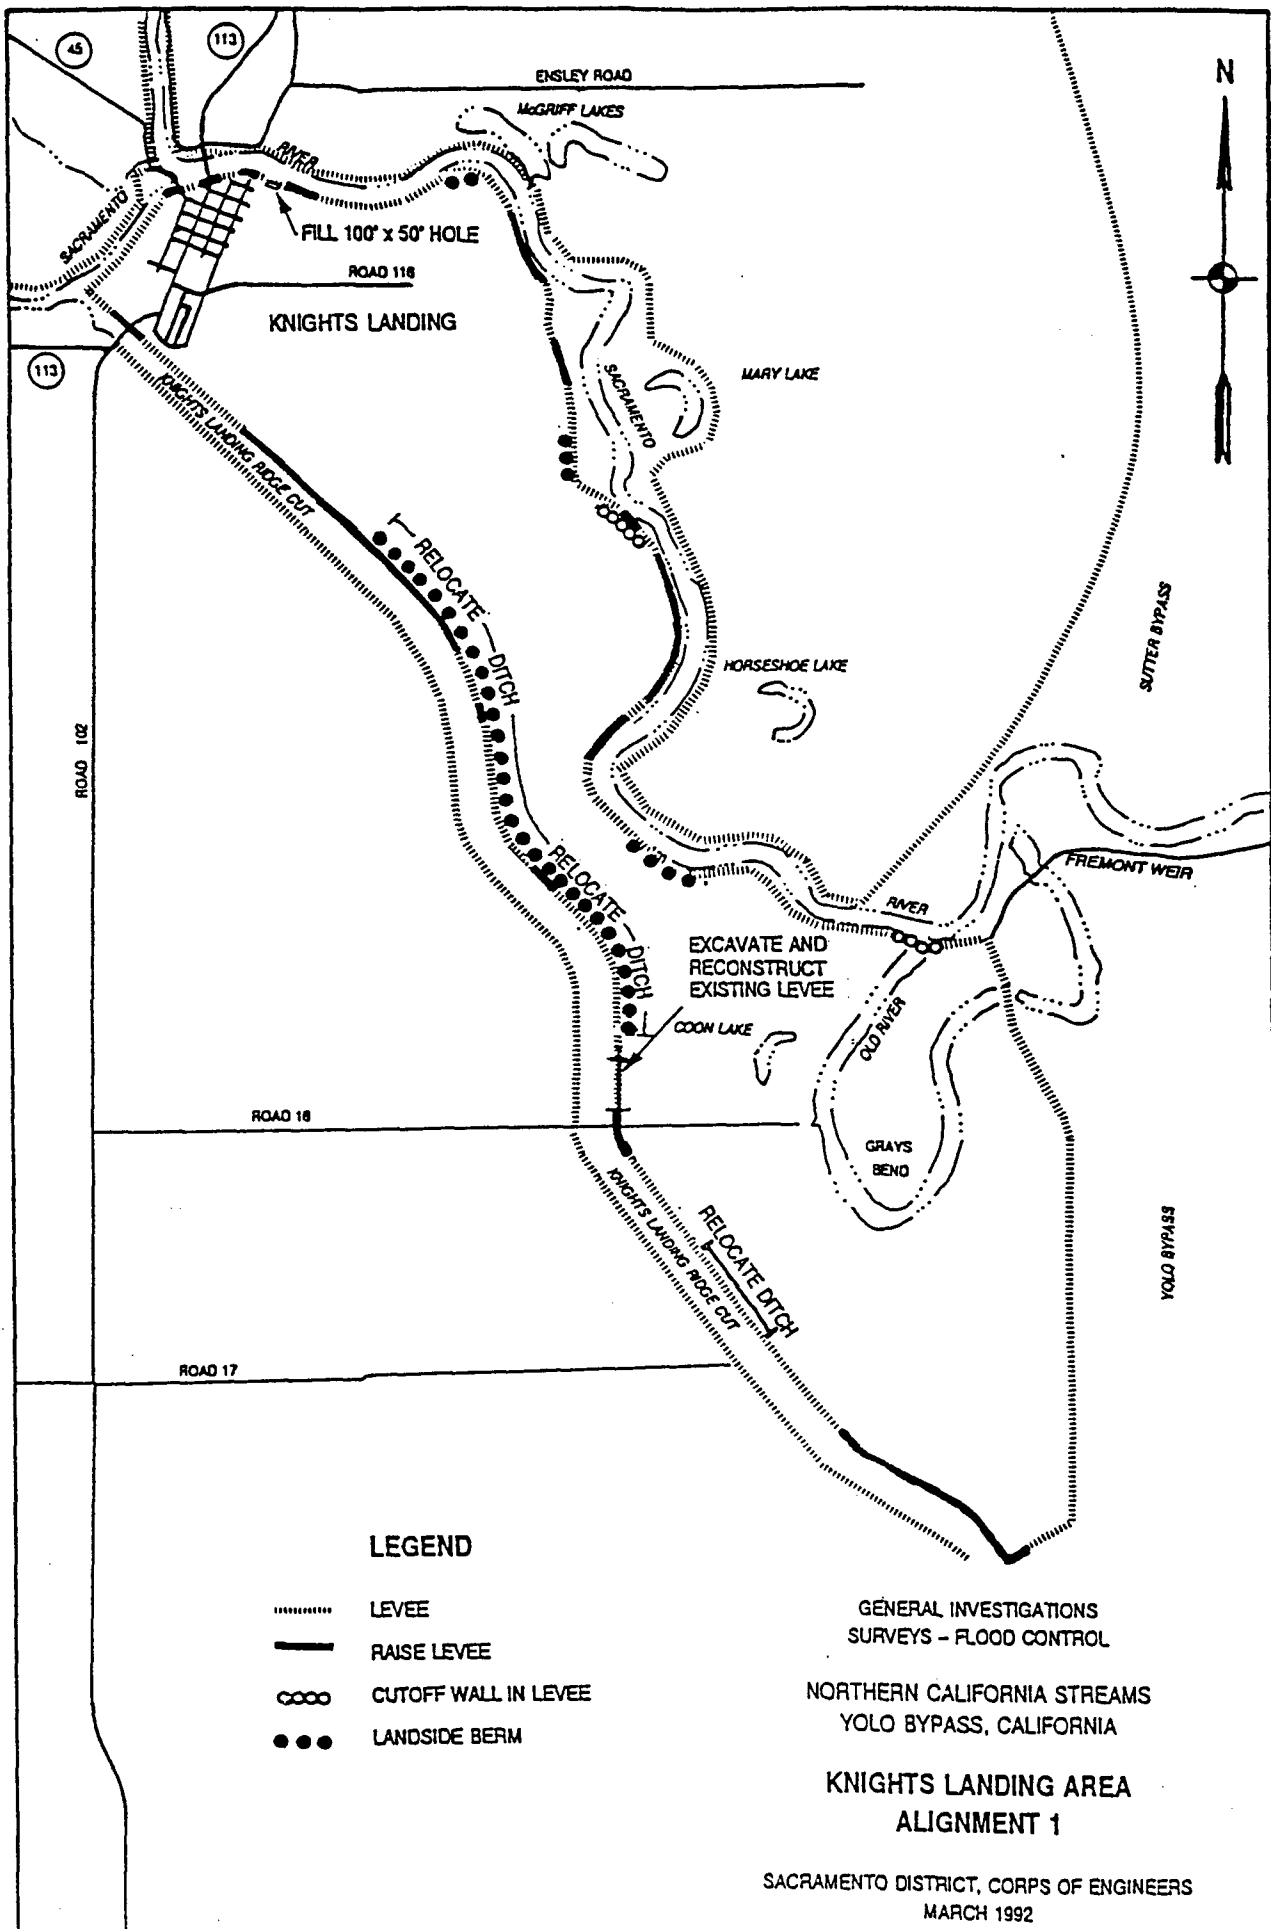 45
113
ENSLEY ROAD
McGRIFF LAKES
N
RIVER
SACRAMENTO
FILL 100' x 50' HOLE
ROAD 116
KNIGHTS LANDING
113
MARY LAKE
SACRAMENTO
KNIGHTS LANDING RIDGE CUT
RELOCATE
DITCH
SUTTER BYPASS
HORSESHOE LAKE
ROAD 102
RELOCATE
DITCH
FREMONT WEIR
RIVER
EXCAVATE AND
RECONSTRUCT
EXISTING LEVEE
OLD RIVER
COON LAKE
ROAD 18
GRAYS
BEND
KNIGHTS LANDING RIDGE CUT
RELOCATE DITCH
YOLO BYPASS
ROAD 17
LEGEND
LEVEE
RAISE LEVEE
CUTOFF WALL IN LEVEE
LANDSIDE BERM
GENERAL INVESTIGATIONS
SURVEYS - FLOOD CONTROL
NORTHERN CALIFORNIA STREAMS
YOLO BYPASS, CALIFORNIA
KNIGHTS LANDING AREA
ALIGNMENT 1
SACRAMENTO DISTRICT, CORPS OF ENGINEERS
MARCH 1992